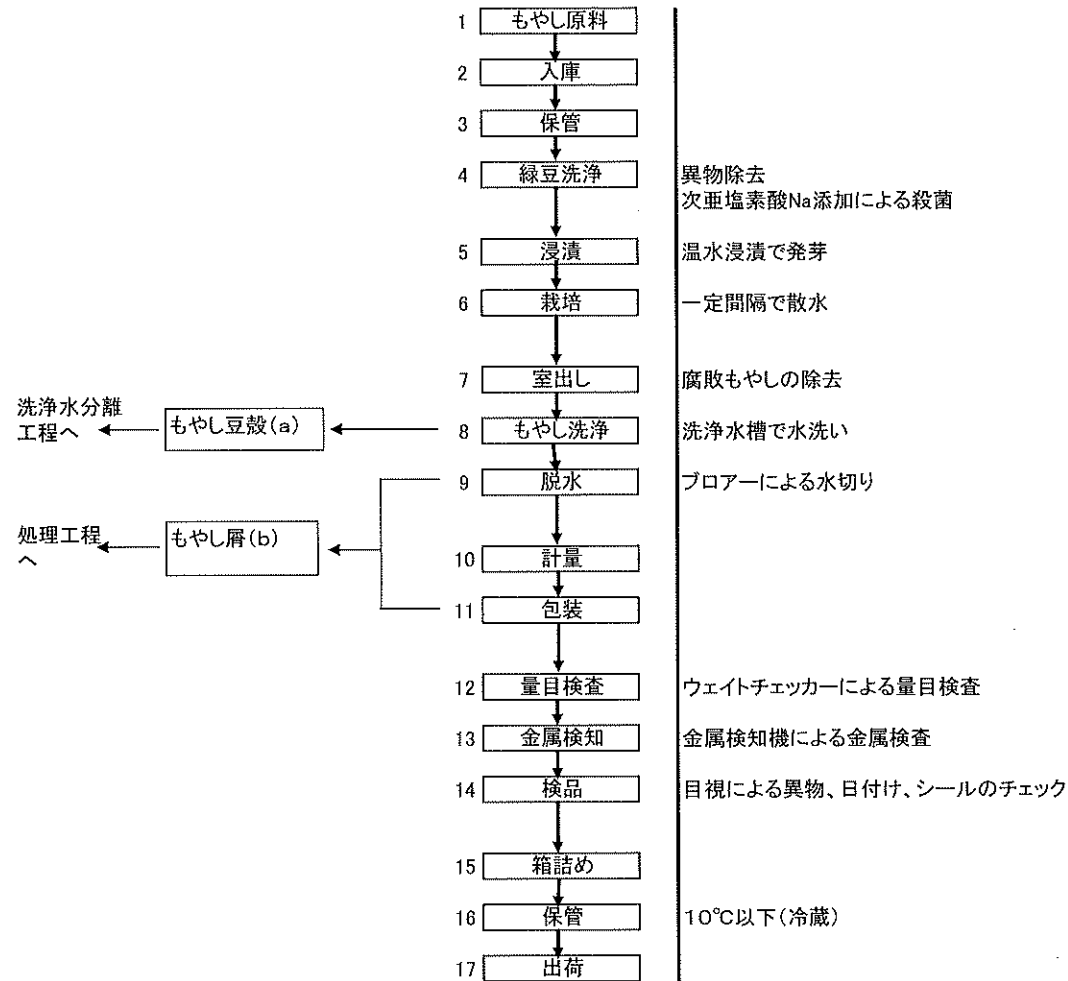 1 もやし原料
2 入庫
3 保管
4 緑豆洗浄 異物除去
次亜塩素酸Na添加による殺菌
5 浸漬 温水浸漬で発芽
6 栽培 一定間隔で散水
7 室出し 腐敗もやしの除去
洗浄水分離
工程へ もやし豆殻(a) 8 もやし洗浄 洗浄水槽で水洗い
9 脱水 ブロアーによる水切り
処理工程
へ もやし屑(b)
10 計量
11 包装
12 量目検査 ウェイトチェッカーによる量目検査
13 金属検知 金属検知機による金属検査
14 検品 目視による異物、日付け、シールのチェック
15 箱詰め
16 保管 10℃以下(冷蔵)
17 出荷